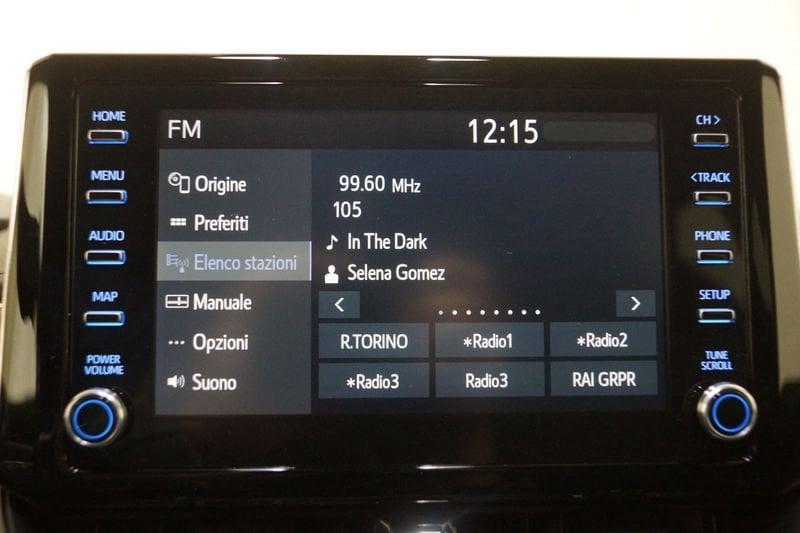 HOME
MENU
AUDIO
MAP
POWER
VOLUME
FM
12:15
Origine
Preferiti
Elenco stazioni
Manuale
Opzioni
Suono
99.60 MHz
105
In The Dark
Selena Gomez
<
>
R.TORINO
*Radio1
*Radio2
*Radio3
Radio3
RAI GRPR
CH >
< TRACK
PHONE
SETUP
TUNE
SCROLL